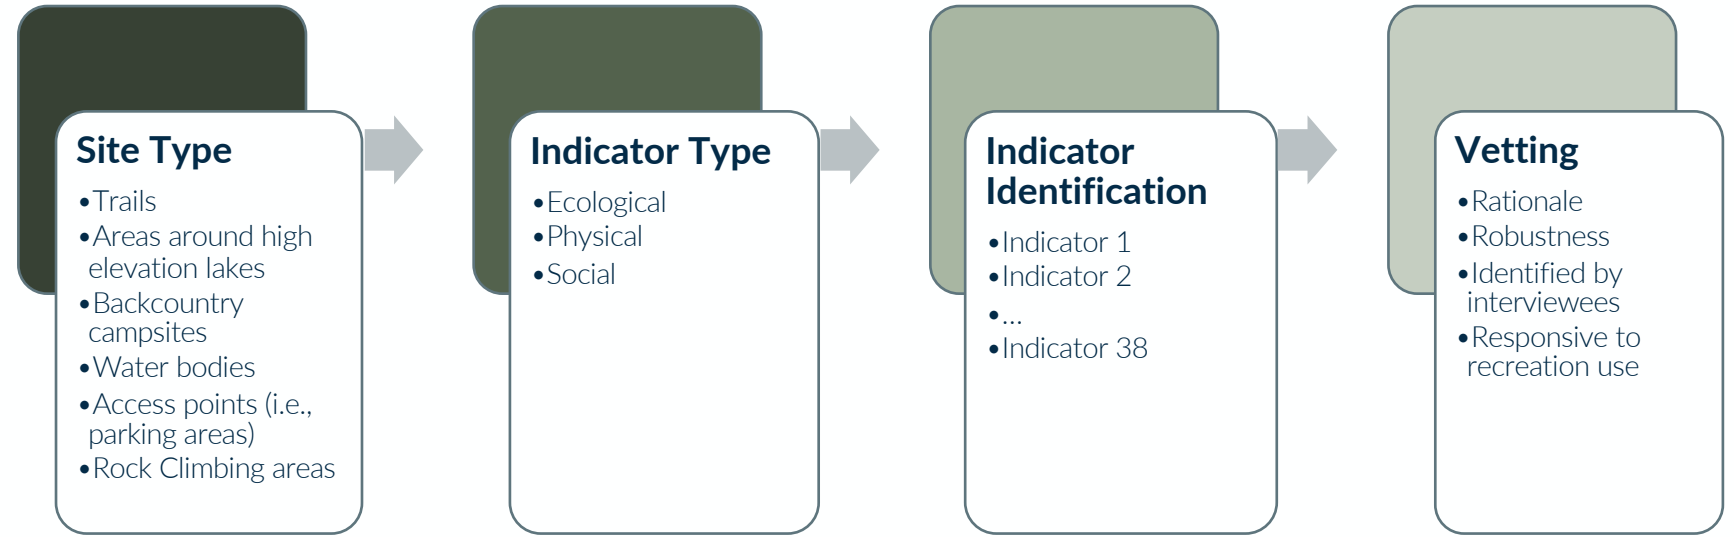 Site Type
•Trails
•Areas around high
elevation lakes
•Backcountry
campsites
•Water bodies
•Access points (i.e.,
parking areas)
•Rock Climbing areas
Indicator Type
•Ecological
•Physical
•Social
Indicator
Identification
•Indicator 1
•Indicator 2
•...
•Indicator 38
Vetting
•Rationale
•Robustness
•Identified by
interviewees
•Responsive to
recreation use